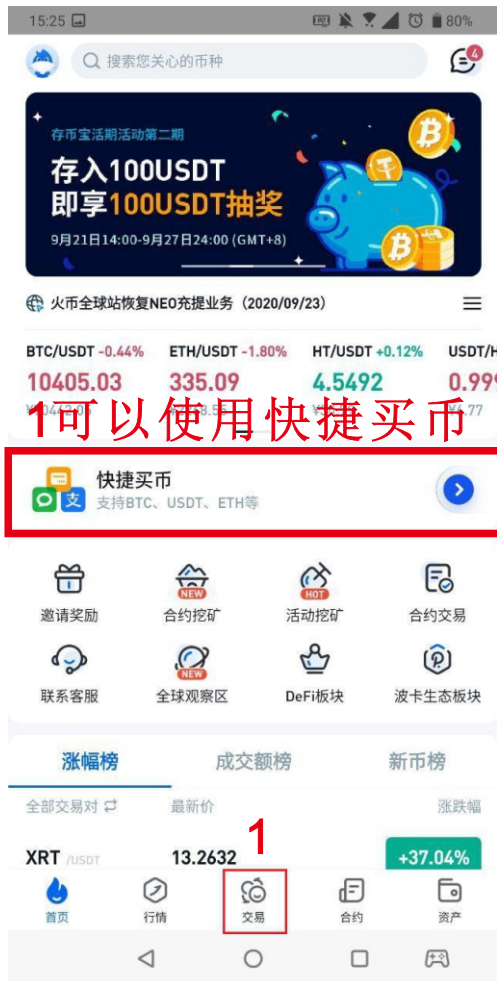 15:25 80%
搜索您关心的币种
4
存币宝活期活动第二期
存入100USDT
即享100USDT抽奖
9月21日14:00-9月27日24:00 (GMT+8)
火币全球站恢复NEO充提业务（2020/09/23）
BTC/USDT -0.44% ETH/USDT -1.80% HT/USDT +0.12% USDT/H
10405.03 335.09 4.5492 0.999
1可以使用快捷买币
快捷买币
支持BTC、USDT、ETH等
邀请奖励 合约挖矿 活动挖矿 合约交易
NEW HOT
联系客服 全球观察区 DeFi板块 波卡生态板块
NEW
涨幅榜 成交额榜 新币榜
全部交易对 最新价 涨跌幅
1
XRT /USDT 13.2632 +37.04%
首页 行情 交易 合约 资产